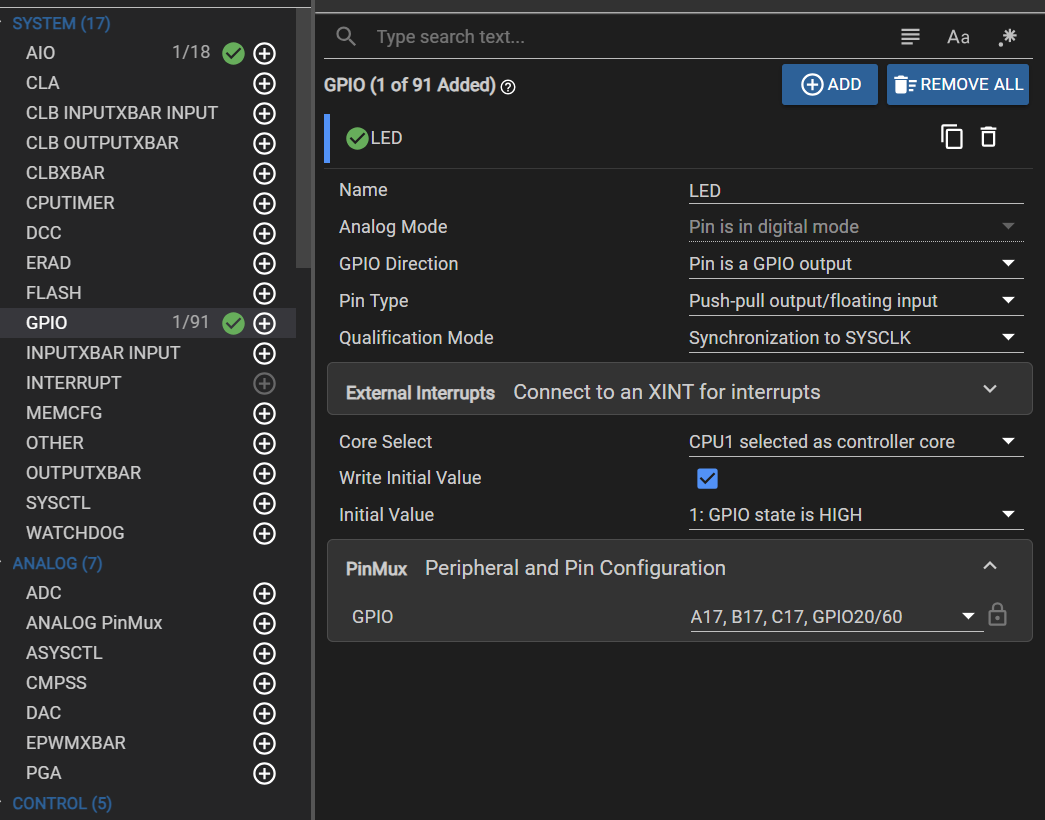 SYSTEM (17)
AIO 1/18
CLA
CLB INPUTXBAR INPUT
CLB OUTPUTXBAR
CLBXBAR
CPUTIMER
DCC
ERAD
FLASH
GPIO 1/91
INPUTXBAR INPUT
INTERRUPT
MEMCFG
OTHER
OUTPUTXBAR
SYSCTL
WATCHDOG
ANALOG (7)
ADC
ANALOG PinMux
ASYSCTL
CMPSS
DAC
EPWMXBAR
PGA
CONTROL (5)
Type search text... Aa .*
GPIO (1 of 91 Added) ADD REMOVE ALL
LED
Name LED
Analog Mode Pin is in digital mode
GPIO Direction Pin is a GPIO output
Pin Type Push-pull output/floating input
Qualification Mode Synchronization to SYSCLK
External Interrupts Connect to an XINT for interrupts
Core Select CPU1 selected as controller core
Write Initial Value
Initial Value 1: GPIO state is HIGH
PinMux Peripheral and Pin Configuration
GPIO A17, B17, C17, GPIO20/60